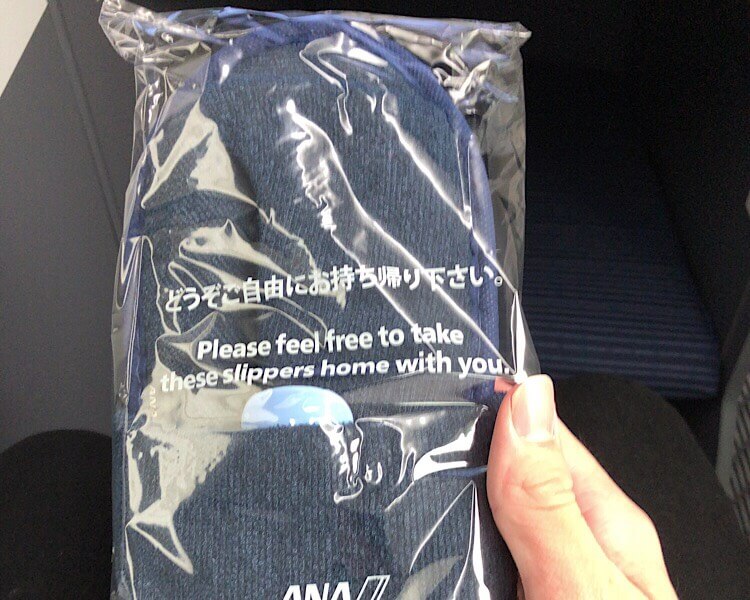 どうぞご自由にお持ち帰り下さい。
Please feel free to take
these slippers home with you.
ANA